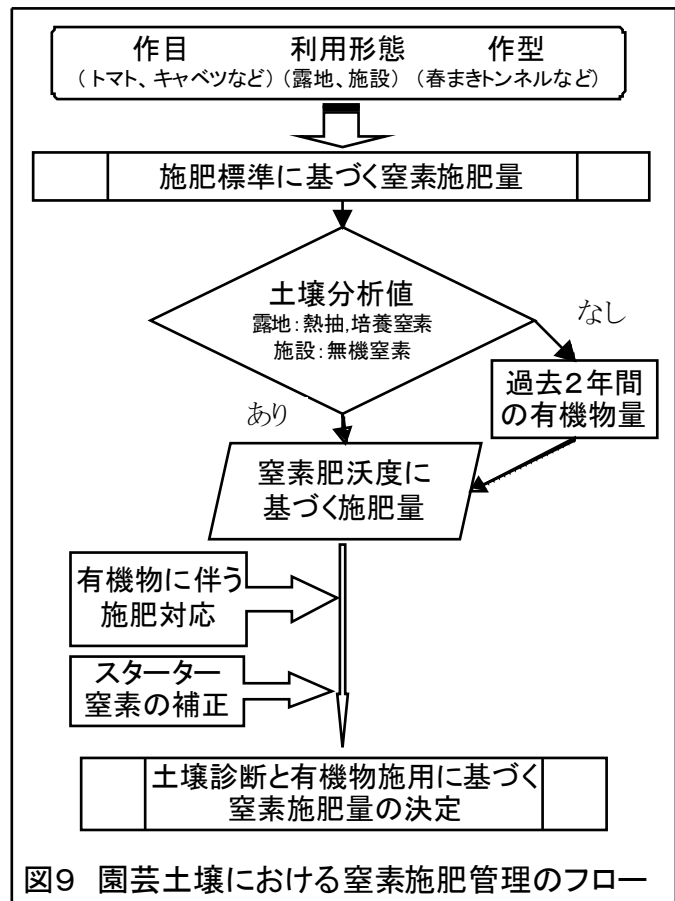 作目 利用形態 作型
(トマト、キャベツなど)(露地、施設)(春まきトンネルなど)
施肥標準に基づく窒素施肥量
土壌分析値
露地:熱抽,培養窒素
施設:無機窒素
なし
過去2年間
の有機物量
あり
窒素肥沃度に
基づく施肥量
有機物に伴う
施肥対応
スターター
窒素の補正
土壌診断と有機物施用に基づく
窒素施肥量の決定
図9 園芸土壌における窒素施肥管理のフロー